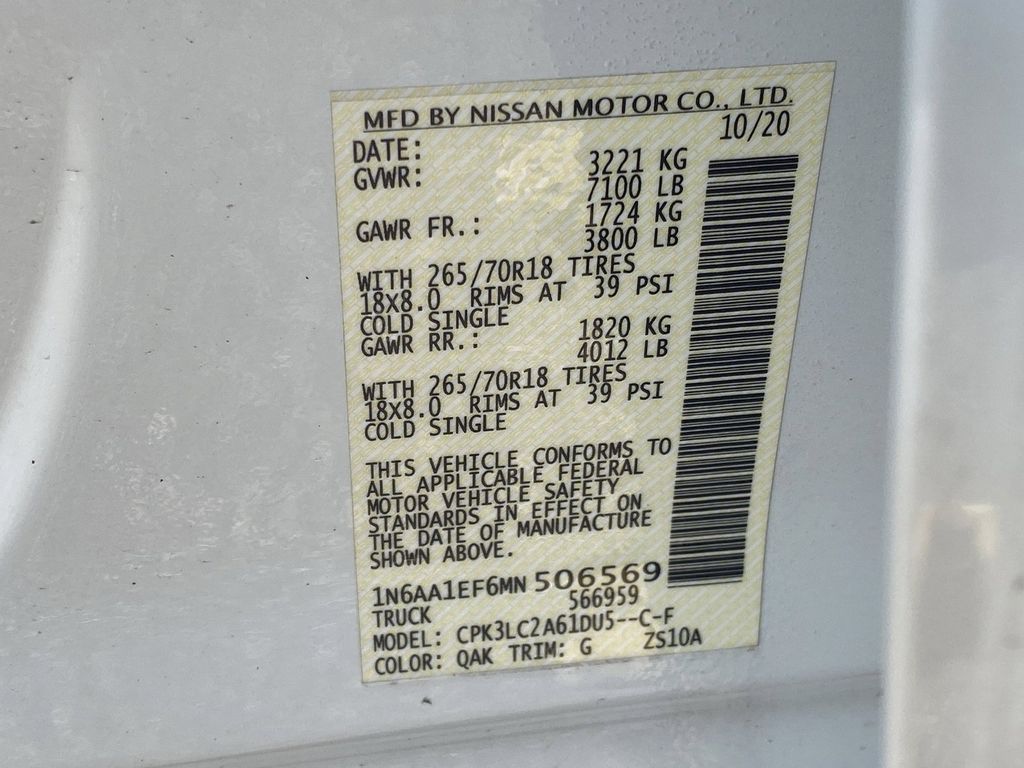 MFD BY NISSAN MOTOR CO., LTD.
DATE: 10/20
GVWR: 3221 KG
7100 LB
GAWR FR.: 1724 KG
3800 LB
WITH 265/70R18 TIRES
18X8.0 RIMS AT 39 PSI
COLD SINGLE
GAWR RR.: 1820 KG
4012 LB
WITH 265/70R18 TIRES
18X8.0 RIMS AT 39 PSI
COLD SINGLE
THIS VEHICLE CONFORMS TO
ALL APPLICABLE FEDERAL
MOTOR VEHICLE SAFETY
STANDARDS IN EFFECT ON
THE DATE OF MANUFACTURE
SHOWN ABOVE.
1N6AA1EF6MN 506569
TRUCK 566959
MODEL: CPK3LC2A61DU5--C-F
COLOR: QAK TRIM: G ZS10A